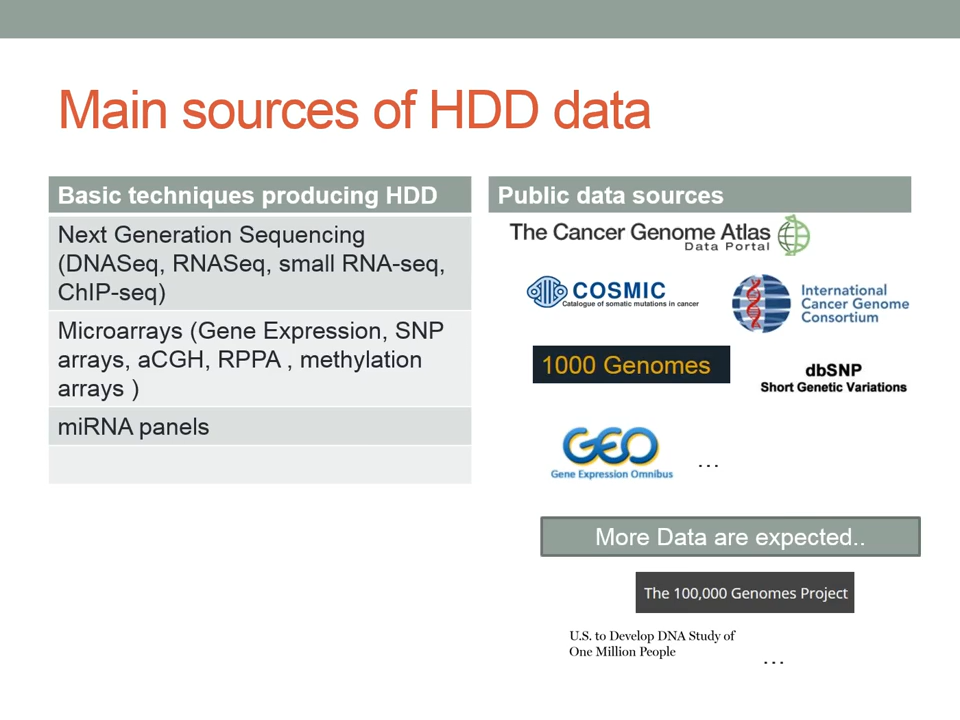 Main sources of HDD data
Basic techniques producing HDD
Next Generation Sequencing
(DNASeq, RNASeq, small RNA-seq,
ChIP-seq)
Microarrays (Gene Expression, SNP
arrays, aCGH, RPPA , methylation
arrays )
miRNA panels
Public data sources
The Cancer Genome Atlas
Data Portal
COSMIC
Catalogue of somatic mutations in cancer
International
Cancer Genome
Consortium
1000 Genomes
dbSNP
Short Genetic Variations
GEO
Gene Expression Omnibus
...
More Data are expected..
The 100,000 Genomes Project
U.S. to Develop DNA Study of
One Million People
...